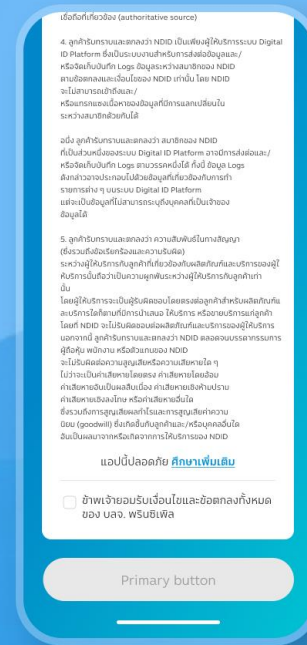 เชื่อถือที่เกี่ยวข้อง (authoritative source)
4. ลูกค้ารับทราบและตกลงว่า NDID เป็นเพียงผู้ให้บริการระบบ Digital
ID Platform ซึ่งเป็นระบบงานสำหรับการส่งต่อข้อมูลและ/
หรือจัดเก็บบันทึก Logs ข้อมูลระหว่างสมาชิกของ NDID
ตามข้อตกลงและเงื่อนไขของ NDID เท่านั้น โดย NDID
จะไม่สามารถเข้าถึงและ/
หรือแทรกแซงเนื้อหาของข้อมูลที่มีการแลกเปลี่ยนใน
ระหว่างสมาชิกด้วยกันได้
อนึ่ง ลูกค้ารับทราบและตกลงว่า สมาชิกของ NDID
ที่เป็นส่วนหนึ่งของระบบ Digital ID Platform อาจมีการส่งต่อและ/
หรือจัดเก็บบันทึก Logs ตามวรรคหนึ่งได้ ทั้งนี้ ข้อมูล Logs
ดังกล่าวอาจประกอบไปด้วยข้อมูลที่เกี่ยวข้องกับการทำ
รายการต่าง ๆ บนระบบ Digital ID Platform
แต่จะเป็นข้อมูลที่ไม่สามารถระบุถึงบุคคลที่เป็นเจ้าของ
ข้อมูลได้
5. ลูกค้ารับทราบและตกลงว่า ความสัมพันธ์ในทางสัญญา
(ซึ่งรวมถึงข้อเรียกร้องและความรับผิด)
ระหว่างผู้ให้บริการกับลูกค้าที่เกี่ยวข้องกับผลิตภัณฑ์และบริการของผู้ใ
ห้บริการนั้นถือว่าเป็นความผูกพันระหว่างผู้ให้บริการกับลูกค้าเท่า
นั้น
โดยผู้ให้บริการจะเป็นผู้รับผิดชอบโดยตรงต่อลูกค้าสำหรับผลิตภัณฑ์แ
ละบริการใดก็ตามที่มีการนำเสนอ ให้บริการ หรือขายบริการแก่ลูกค้า
โดยที่ NDID จะไม่รับผิดชอบต่อผลิตภัณฑ์และบริการของผู้ให้บริการ
นอกจากนี้ ลูกค้ารับทราบและตกลงว่า NDID ตลอดจนบรรดากรรมการ
ผู้ถือหุ้น พนักงาน หรือตัวแทนของ NDID
จะไม่รับผิดต่อความสูญเสียหรือความเสียหายใด ๆ
ไม่ว่าจะเป็นค่าเสียหายโดยตรง ค่าเสียหายโดยอ้อม
ค่าเสียหายอันเป็นผลสืบเนื่อง ค่าเสียหายเชิงห้ามปราม
ค่าเสียหายเชิงลงโทษ หรือค่าเสียหายอื่นใด
ซึ่งรวมถึงการสูญเสียผลกำไรและการสูญเสียค่าความ
นิยม (goodwill) ซึ่งเกิดขึ้นกับลูกค้าและ/หรือบุคคลอื่นใด
อันเป็นผลมาจากหรือเกิดจากการให้บริการของ NDID
แอปนี้ปลอดภัย ศึกษาเพิ่มเติม
ข้าพเจ้ายอมรับเงื่อนไขและข้อตกลงทั้งหมด
ของ บลจ. พรินซิเพิล
Primary button